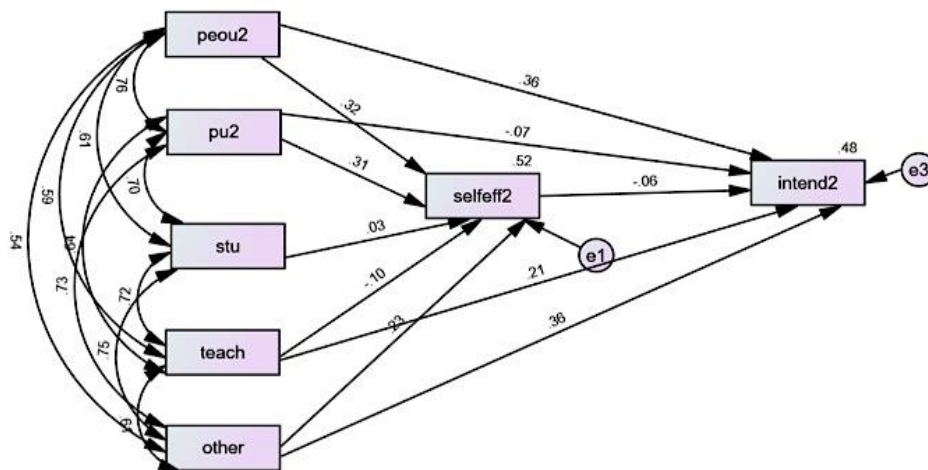 peou2
.36
.76
.32
pu2
-.07
.48
.61
.31
.52
e3
.70
selfeff2
-.06
intend2
.59
stu
.03
.54
e1
.73
.72
-.10
.21
.75
.23
.36
teach
other